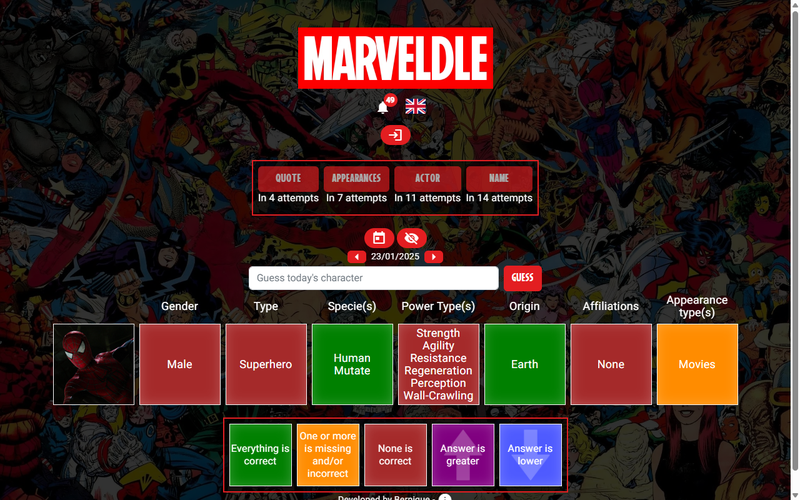 MARVELDLE
49
QUOTE APPEARANCES ACTOR NAME
In 4 attempts In 7 attempts In 11 attempts In 14 attempts
23/01/2025
Guess today's character GUESS
Gender Type Specie(s) Power Type(s) Origin Affiliations Appearance
type(s)
Male
Superhero
Human
Mutate
Strength
Agility
Resistance
Regeneration
Perception
Wall-Crawling
Earth
None
Movies
Everything is
correct
One or more
is missing
and/or
incorrect
None is
correct
Answer is
greater
Answer is
lower
Developed by Bernique -